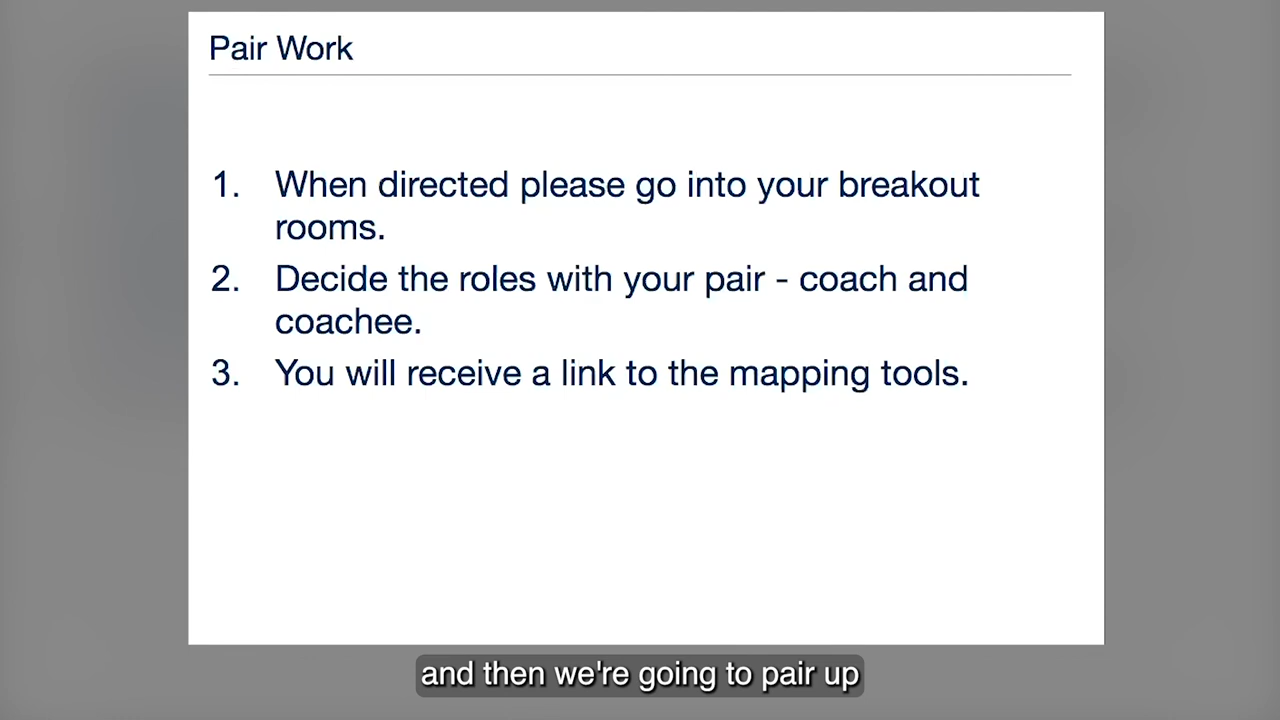 Pair Work
1. When directed please go into your breakout
rooms.
2. Decide the roles with your pair - coach and
coachee.
3. You will receive a link to the mapping tools.
and then we're going to pair up